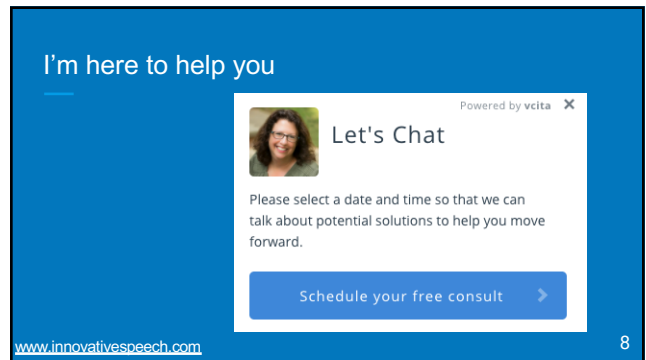 I’m here to help you
Powered by vcita ✕
Let's Chat
Please select a date and time so that we can
talk about potential solutions to help you move
forward.
Schedule your free consult
www.innovativespeech.com
8